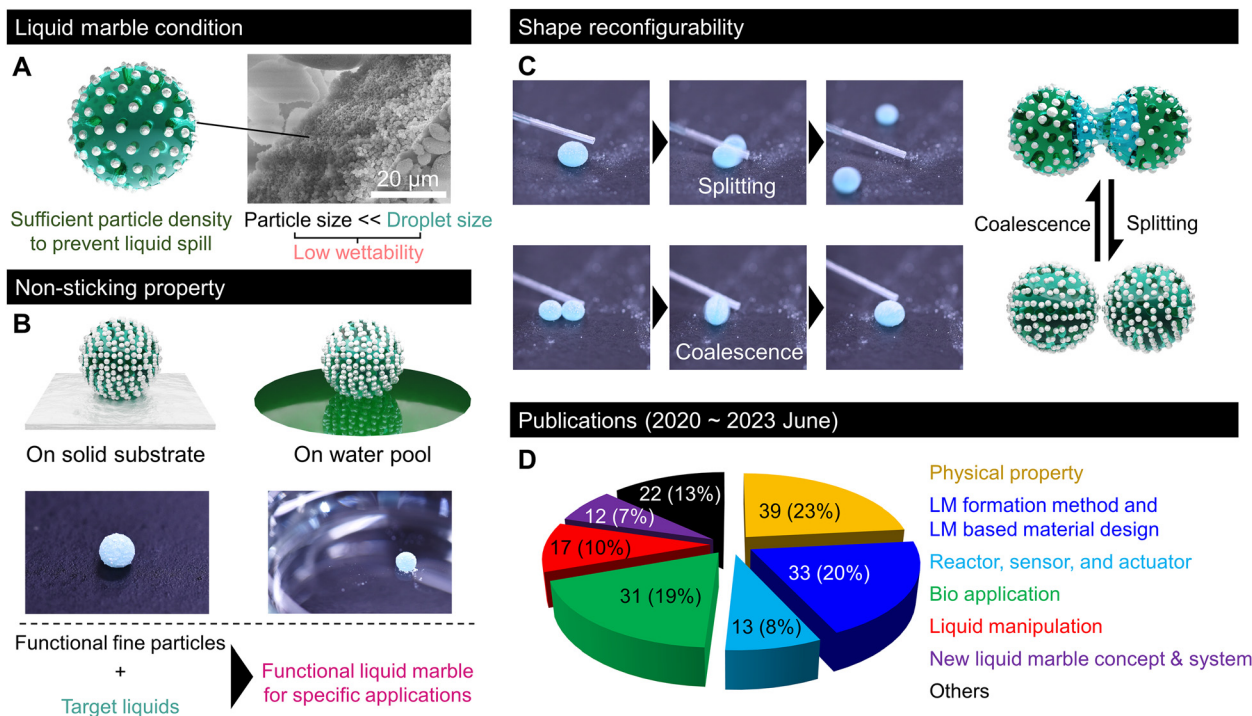 Liquid marble condition
A
20 μm
Sufficient particle density
to prevent liquid spill
Particle size << Droplet size
Low wettability
Non-sticking property
B
On solid substrate
On water pool
Functional fine particles
+
Target liquids
Functional liquid marble
for specific applications
Shape reconfigurability
C
Splitting
Coalescence
Coalescence
Splitting
Publications (2020 ~ 2023 June)
D
22 (13%)
39 (23%)
12 (7%)
17 (10%)
33 (20%)
31 (19%)
13 (8%)
Physical property
LM formation method and
LM based material design
Reactor, sensor, and actuator
Bio application
Liquid manipulation
New liquid marble concept & system
Others